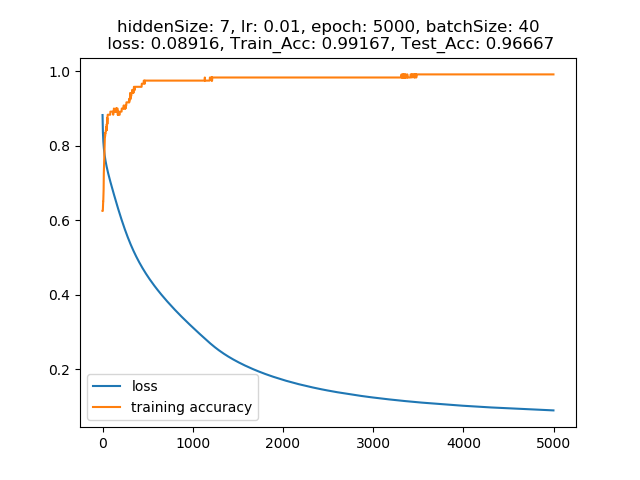 hiddenSize: 7, lr: 0.01, epoch: 5000, batchSize: 40
loss: 0.08916, Train_Acc: 0.99167, Test_Acc: 0.96667
1.0
0.8
0.6
0.4
0.2
loss
training accuracy
0 1000 2000 3000 4000 5000